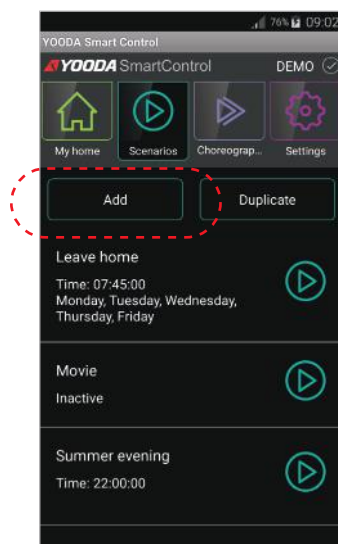 76% 09:02
YOODA Smart Control
YOODA SmartControl DEMO
My home Scenarios Choreograp... Settings
Add Duplicate
Leave home
Time: 07:45:00
Monday, Tuesday, Wednesday,
Thursday, Friday
Movie
Inactive
Summer evening
Time: 22:00:00